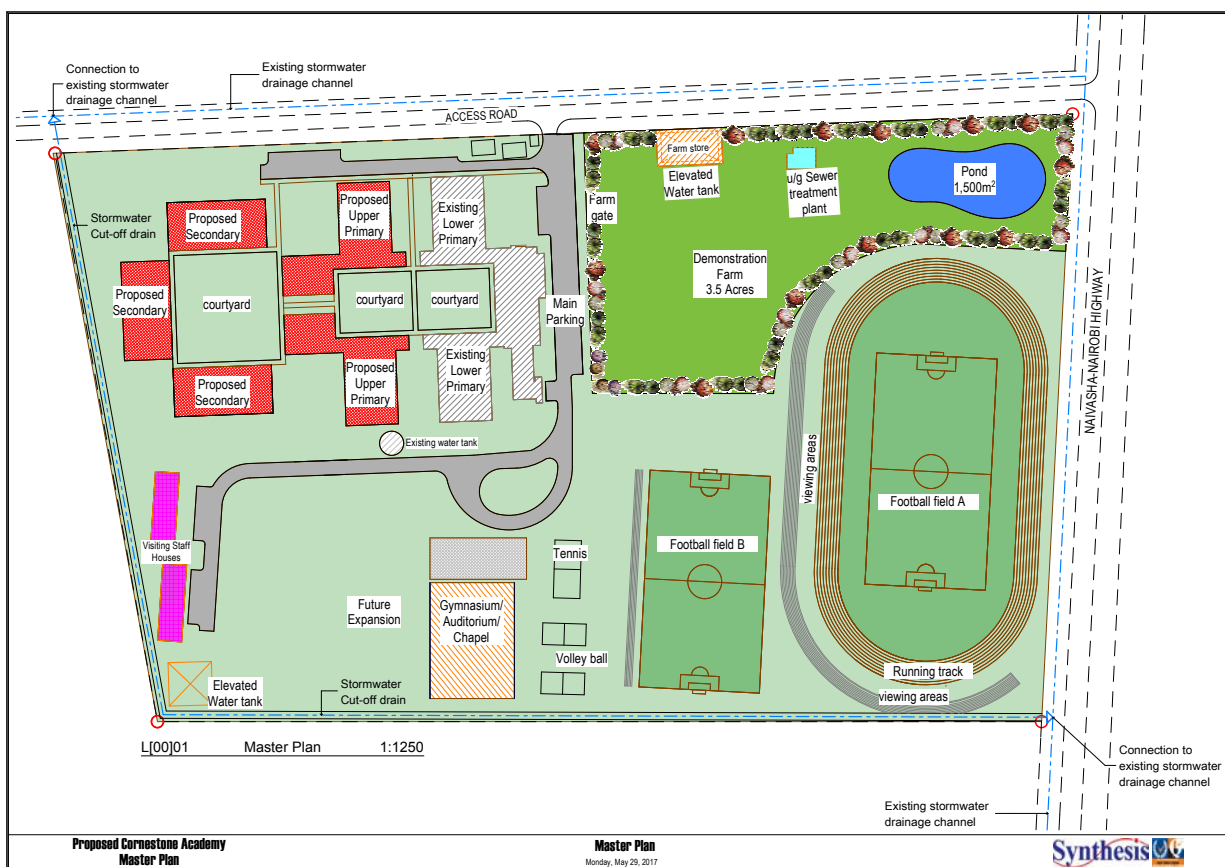 Connection to
existing stormwater
drainage channel
Existing stormwater
drainage channel
ACCESS ROAD
Stormwater
Cut-off drain
Proposed
Secondary
Proposed
Upper
Primary
Existing
Lower
Primary
Farm
gate
Farm store
Elevated
Water tank
u/g Sewer
treatment
plant
Pond
1,500m²
Proposed
Secondary
courtyard
courtyard
courtyard
Main
Parking
Demonstration
Farm
3.5 Acres
NAIVASHA-NAIROBI HIGHWAY
Proposed
Secondary
Proposed
Upper
Primary
Existing
Lower
Primary
Existing water tank
viewing areas
Football field A
Visiting Staff
Houses
Tennis
Football field B
Future
Expansion
Gymnasium/
Auditorium/
Chapel
Volley ball
Running track
viewing areas
Elevated
Water tank
Stormwater
Cut-off drain
L[00]01 Master Plan 1:1250
Connection to
existing stormwater
drainage channel
Existing stormwater
drainage channel
Proposed Cornestone Academy
Master Plan
Master Plan
Monday, May 29, 2017
Synthesis